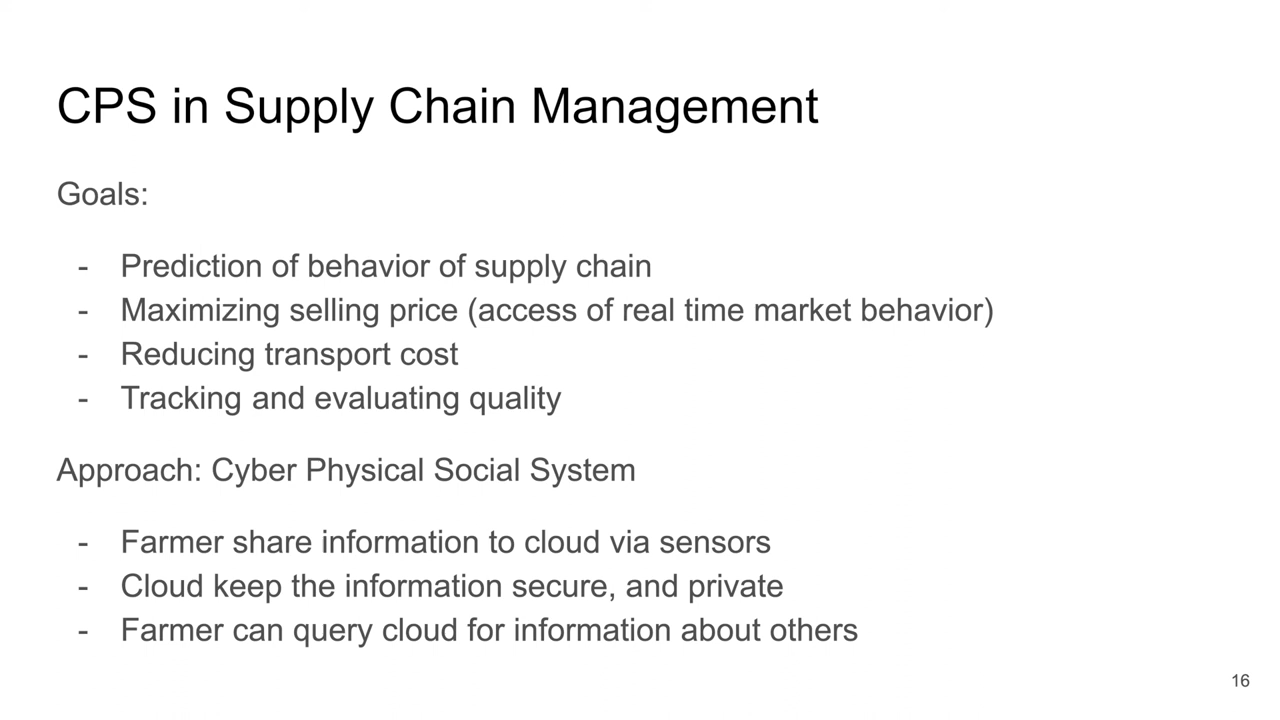 CPS in Supply Chain Management
Goals:
- Prediction of behavior of supply chain
- Maximizing selling price (access of real time market behavior)
- Reducing transport cost
- Tracking and evaluating quality
Approach: Cyber Physical Social System
- Farmer share information to cloud via sensors
- Cloud keep the information secure, and private
- Farmer can query cloud for information about others
16